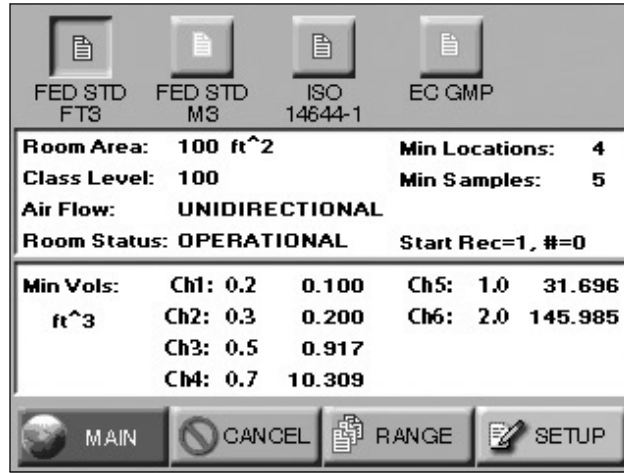 FED STD FT3
FED STD M3
ISO 14644-1
EC GMP
Room Area: 100 ft^2 Min Locations: 4
Class Level: 100 Min Samples: 5
Air Flow: UNIDIRECTIONAL
Room Status: OPERATIONAL Start Rec=1, #=0
Min Vols: Ch1: 0.2 0.100 Ch5: 1.0 31.696
ft^3 Ch2: 0.3 0.200 Ch6: 2.0 145.985
Ch3: 0.5 0.917
Ch4: 0.7 10.309
MAIN CANCEL RANGE SETUP